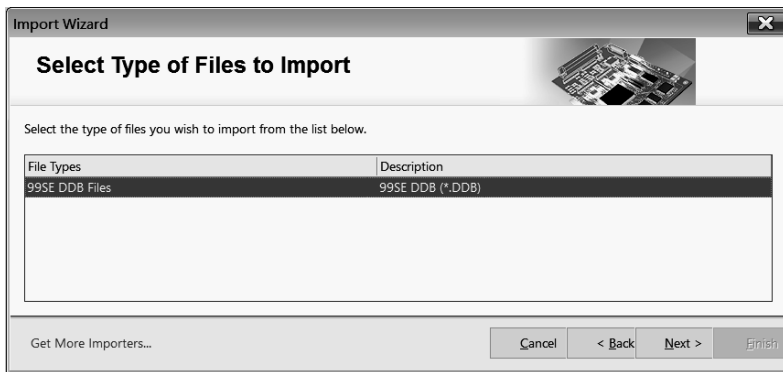 Import Wizard
Select Type of Files to Import
Select the type of files you wish to import from the list below.
File Types Description
99SE DDB Files 99SE DDB (*.DDB)
Get More Importers... Cancel < Back Next > Finish